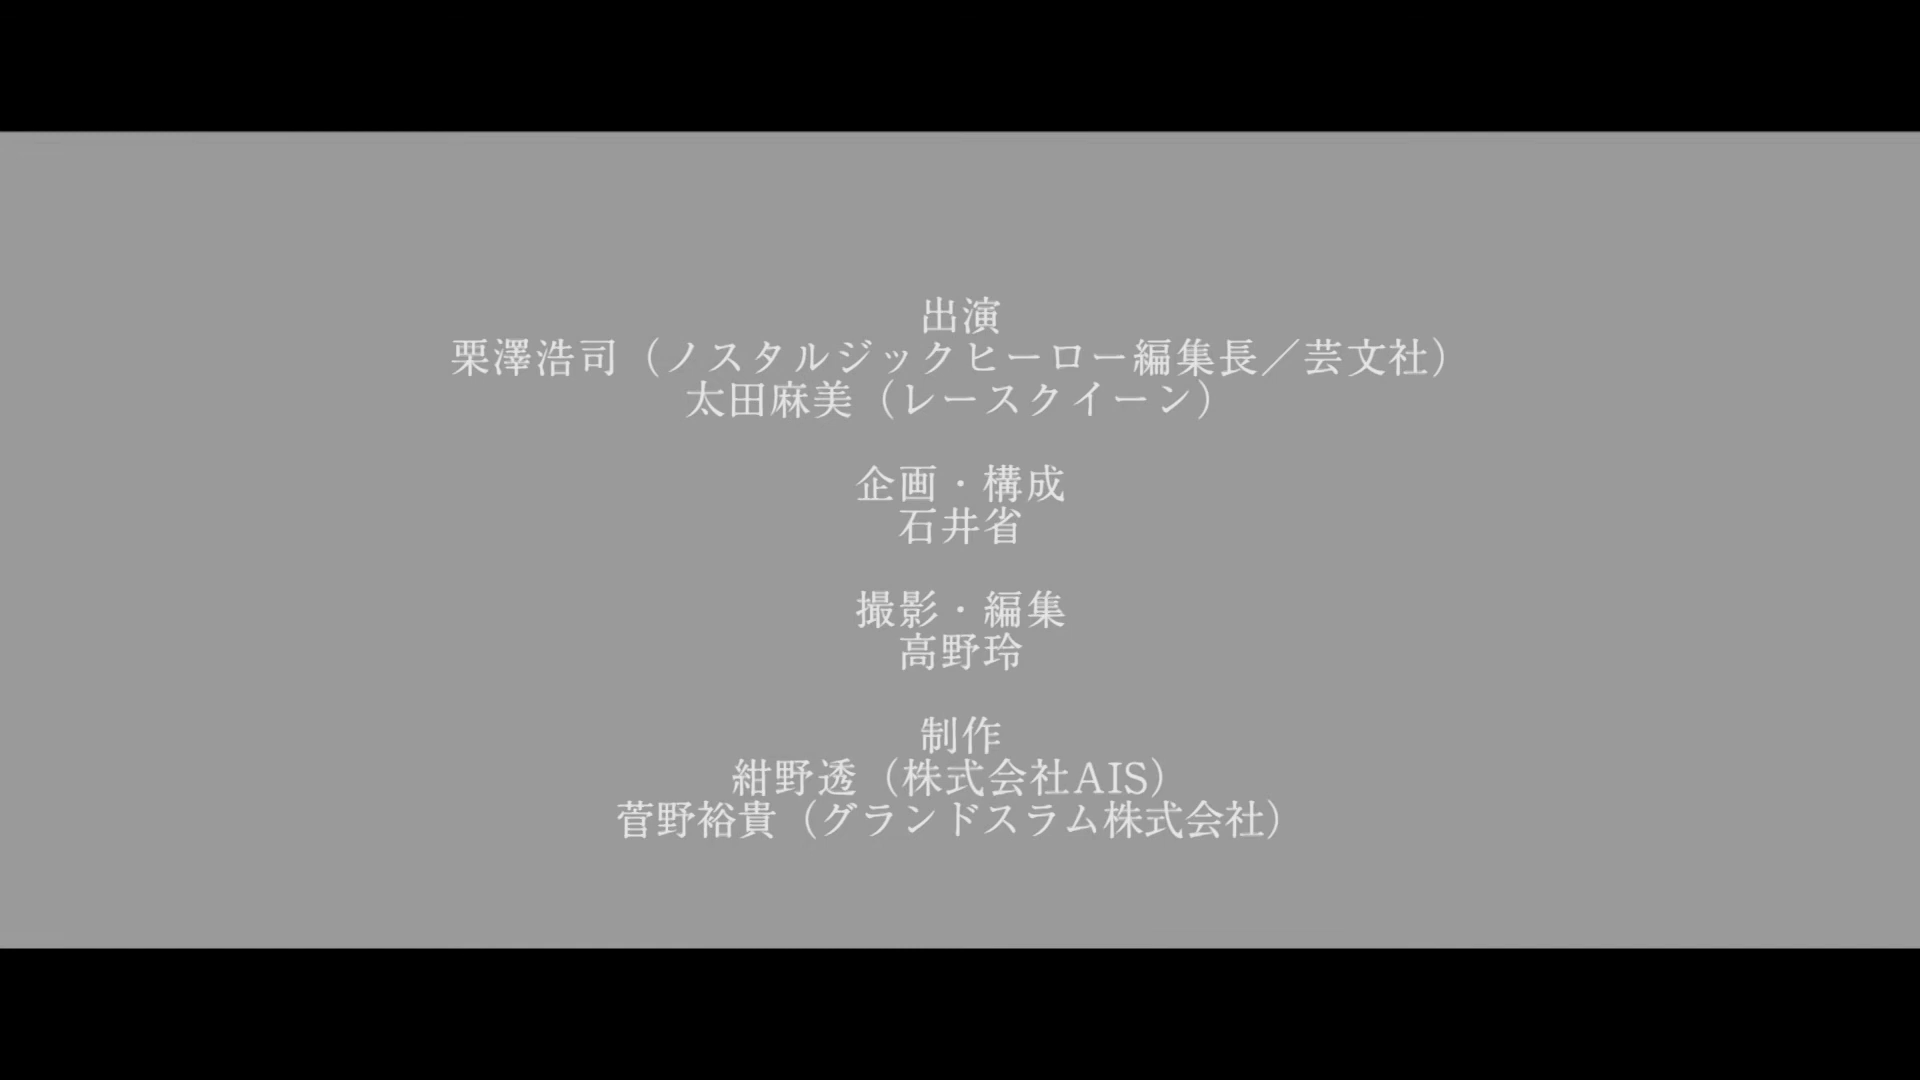 出演
栗澤浩司（ノスタルジックヒーロー編集長／芸文社）
太田麻美（レースクイーン）
企画・構成
石井省
撮影・編集
高野玲
制作
紺野透（株式会社AIS）
菅野裕貴（グランドスラム株式会社）